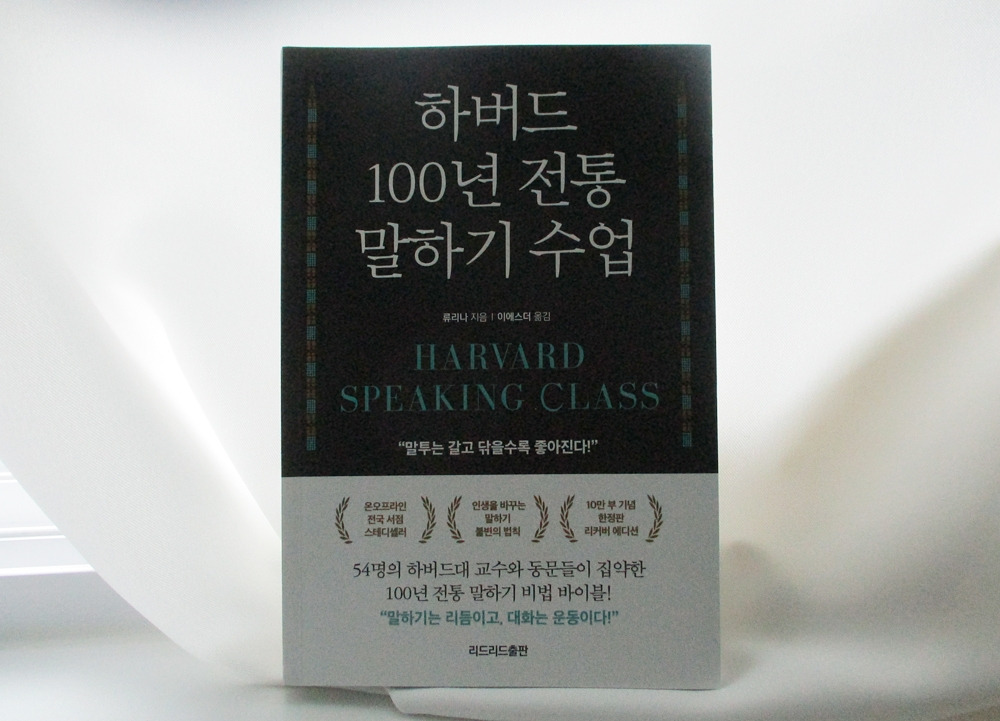 하버드
100년 전통
말하기 수업
류리나 지음 | 이에스더 옮김
HARVARD
SPEAKING CLASS
“말투는 갈고 닦을수록 좋아진다!”
온오프라인
전국 서점
스테디셀러
인생을 바꾸는
말하기
불변의 법칙
10만 부 기념
한정판
리커버 에디션
54명의 하버드대 교수와 동문들이 집약한
100년 전통 말하기 비법 바이블!
“말하기는 리듬이고, 대화는 운동이다!”
리드리드출판